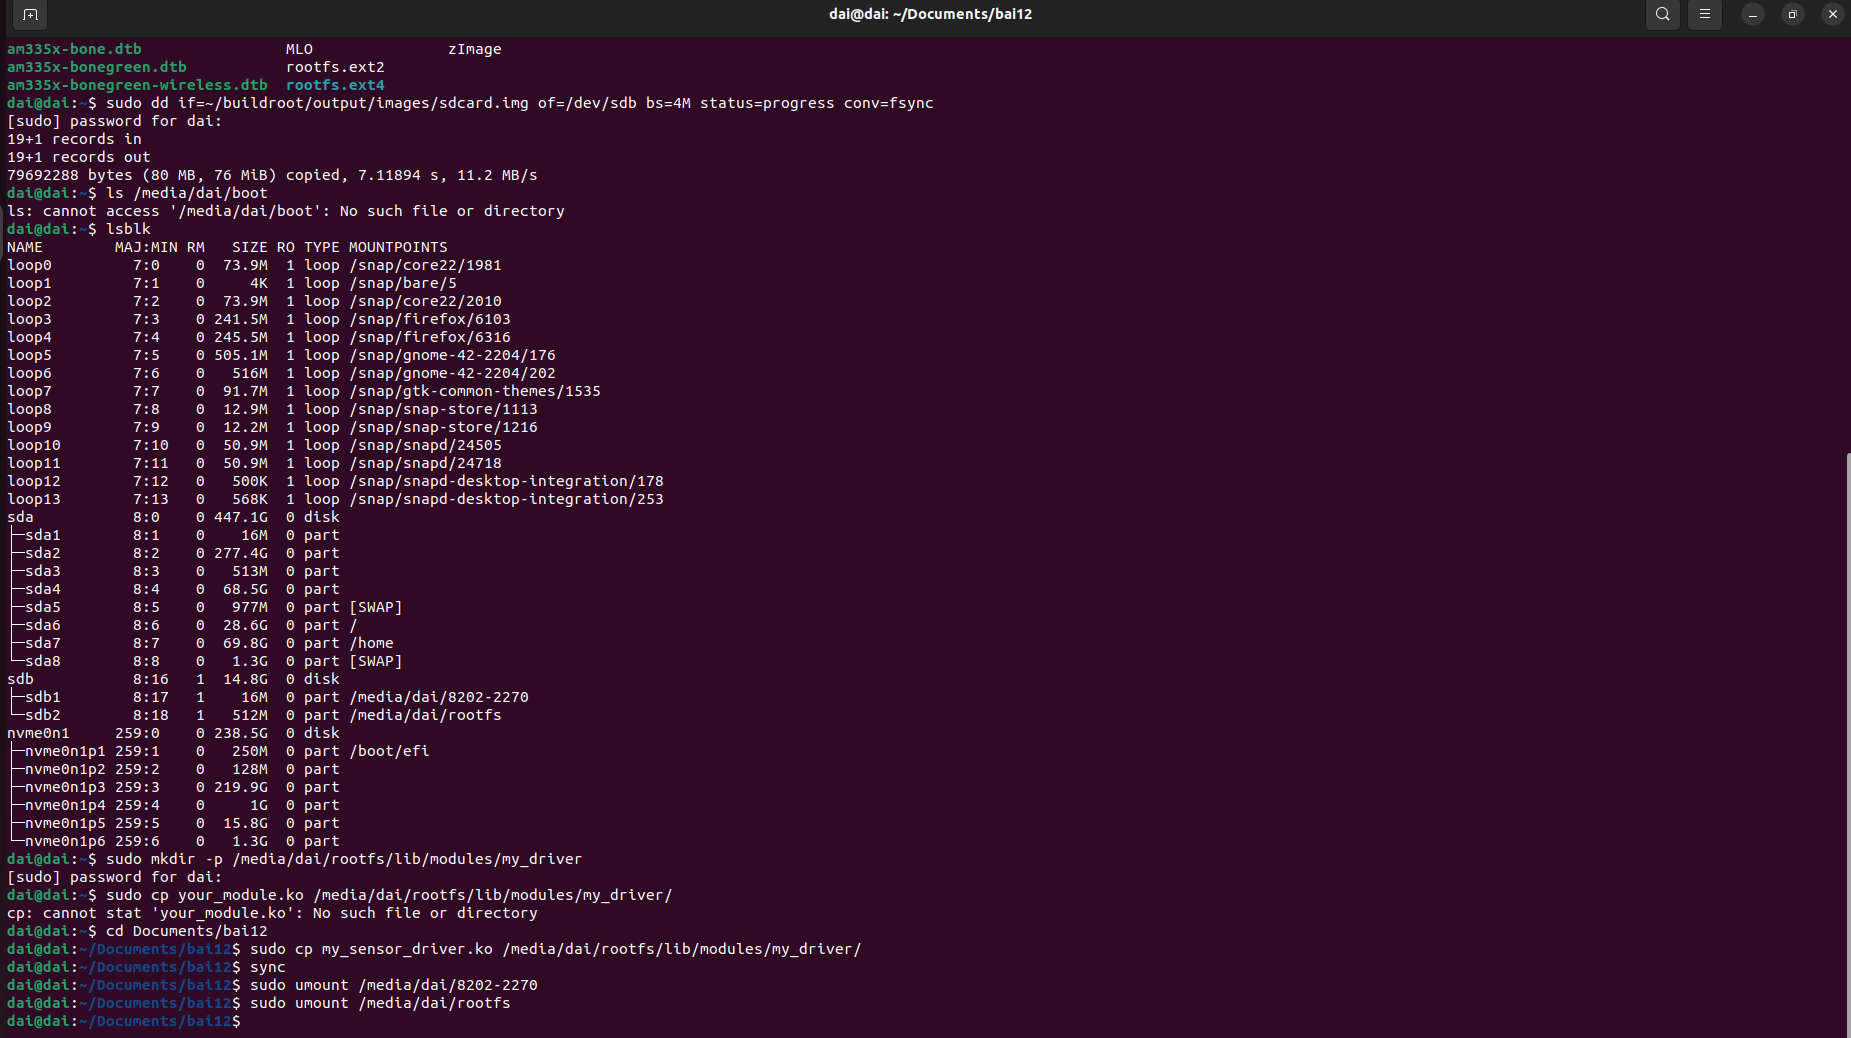 dai@dai: ~/Documents/bai12
am335x-bone.dtb                MLO               zImage
am335x-bonegreen.dtb           rootfs.ext2
am335x-bonegreen-wireless.dtb  rootfs.ext4
dai@dai:~$ sudo dd if=~/buildroot/output/images/sdcard.img of=/dev/sdb bs=4M status=progress conv=fsync
[sudo] password for dai:
19+1 records in
19+1 records out
79692288 bytes (80 MB, 76 MiB) copied, 7.11894 s, 11.2 MB/s
dai@dai:~$ ls /media/dai/boot
ls: cannot access '/media/dai/boot': No such file or directory
dai@dai:~$ lsblk
NAME        MAJ:MIN RM   SIZE RO TYPE MOUNTPOINTS
loop0         7:0    0  73.9M  1 loop /snap/core22/1981
loop1         7:1    0     4K  1 loop /snap/bare/5
loop2         7:2    0  73.9M  1 loop /snap/core22/2010
loop3         7:3    0 241.5M  1 loop /snap/firefox/6103
loop4         7:4    0 245.5M  1 loop /snap/firefox/6316
loop5         7:5    0 505.1M  1 loop /snap/gnome-42-2204/176
loop6         7:6    0   516M  1 loop /snap/gnome-42-2204/202
loop7         7:7    0  91.7M  1 loop /snap/gtk-common-themes/1535
loop8         7:8    0  12.9M  1 loop /snap/snap-store/1113
loop9         7:9    0  12.2M  1 loop /snap/snap-store/1216
loop10        7:10   0  50.9M  1 loop /snap/snapd/24505
loop11        7:11   0  50.9M  1 loop /snap/snapd/24718
loop12        7:12   0   500K  1 loop /snap/snapd-desktop-integration/178
loop13        7:13   0   568K  1 loop /snap/snapd-desktop-integration/253
sda           8:0    0 447.1G  0 disk
├─sda1        8:1    0    16M  0 part
├─sda2        8:2    0 277.4G  0 part
├─sda3        8:3    0   513M  0 part
├─sda4        8:4    0  68.5G  0 part
├─sda5        8:5    0   977M  0 part [SWAP]
├─sda6        8:6    0  28.6G  0 part /
├─sda7        8:7    0  69.8G  0 part /home
└─sda8        8:8    0   1.3G  0 part [SWAP]
sdb           8:16   1  14.8G  0 disk
├─sdb1        8:17   1    16M  0 part /media/dai/8202-2270
└─sdb2        8:18   1   512M  0 part /media/dai/rootfs
nvme0n1     259:0    0 238.5G  0 disk
├─nvme0n1p1 259:1    0   250M  0 part /boot/efi
├─nvme0n1p2 259:2    0   128M  0 part
├─nvme0n1p3 259:3    0 219.9G  0 part
├─nvme0n1p4 259:4    0     1G  0 part
├─nvme0n1p5 259:5    0  15.8G  0 part
└─nvme0n1p6 259:6    0   1.3G  0 part
dai@dai:~$ sudo mkdir -p /media/dai/rootfs/lib/modules/my_driver
[sudo] password for dai:
dai@dai:~$ sudo cp your_module.ko /media/dai/rootfs/lib/modules/my_driver/
cp: cannot stat 'your_module.ko': No such file or directory
dai@dai:~$ cd Documents/bai12
dai@dai:~/Documents/bai12$ sudo cp my_sensor_driver.ko /media/dai/rootfs/lib/modules/my_driver/
dai@dai:~/Documents/bai12$ sync
dai@dai:~/Documents/bai12$ sudo umount /media/dai/8202-2270
dai@dai:~/Documents/bai12$ sudo umount /media/dai/rootfs
dai@dai:~/Documents/bai12$